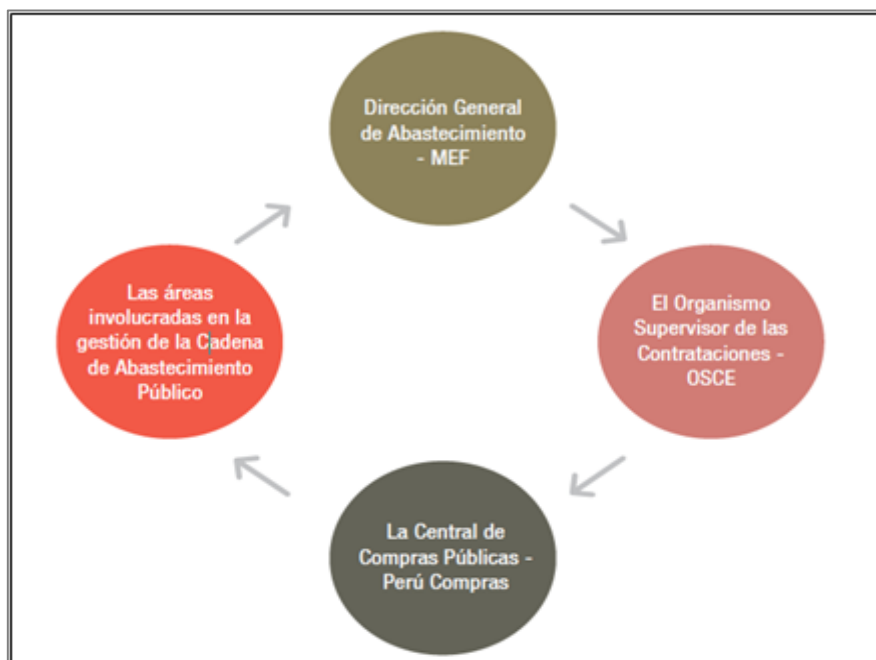 Dirección General
de Abastecimiento
- MEF
El Organismo
Supervisor de las
Contrataciones -
OSCE
La Central de
Compras Públicas -
Perú Compras
Las áreas
involucradas en la
gestión de la Cadena
de Abastecimiento
Público